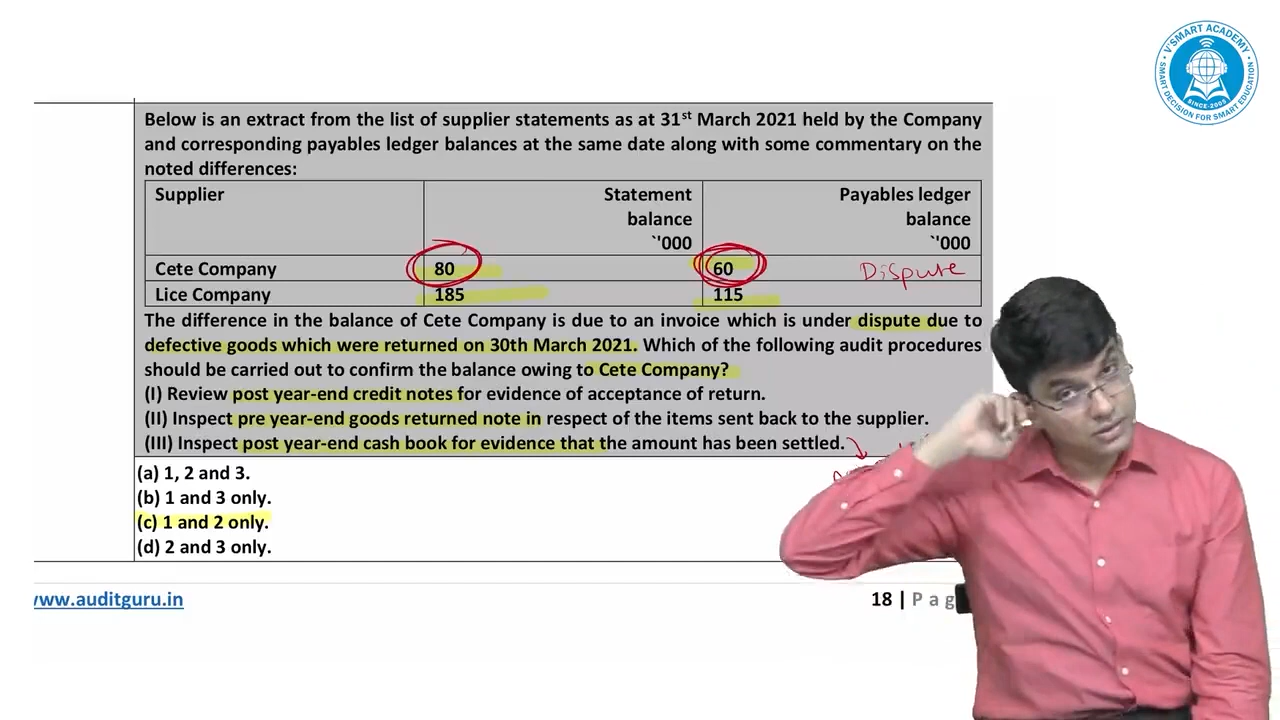 V'SMART ACADEMY
SINCE-2005
SMART DECISION FOR SMART EDUCATION
Below is an extract from the list of supplier statements as at 31st March 2021 held by the Company
and corresponding payables ledger balances at the same date along with some commentary on the
noted differences:
Supplier Statement balance `'000 Payables ledger balance `'000
Cete Company 80 60 Dispute
Lice Company 185 115
The difference in the balance of Cete Company is due to an invoice which is under dispute due to
defective goods which were returned on 30th March 2021. Which of the following audit procedures
should be carried out to confirm the balance owing to Cete Company?
(I) Review post year-end credit notes for evidence of acceptance of return.
(II) Inspect pre year-end goods returned note in respect of the items sent back to the supplier.
(III) Inspect post year-end cash book for evidence that the amount has been settled.
(a) 1, 2 and 3.
(b) 1 and 3 only.
(c) 1 and 2 only.
(d) 2 and 3 only.
www.auditguru.in
18 | P a g